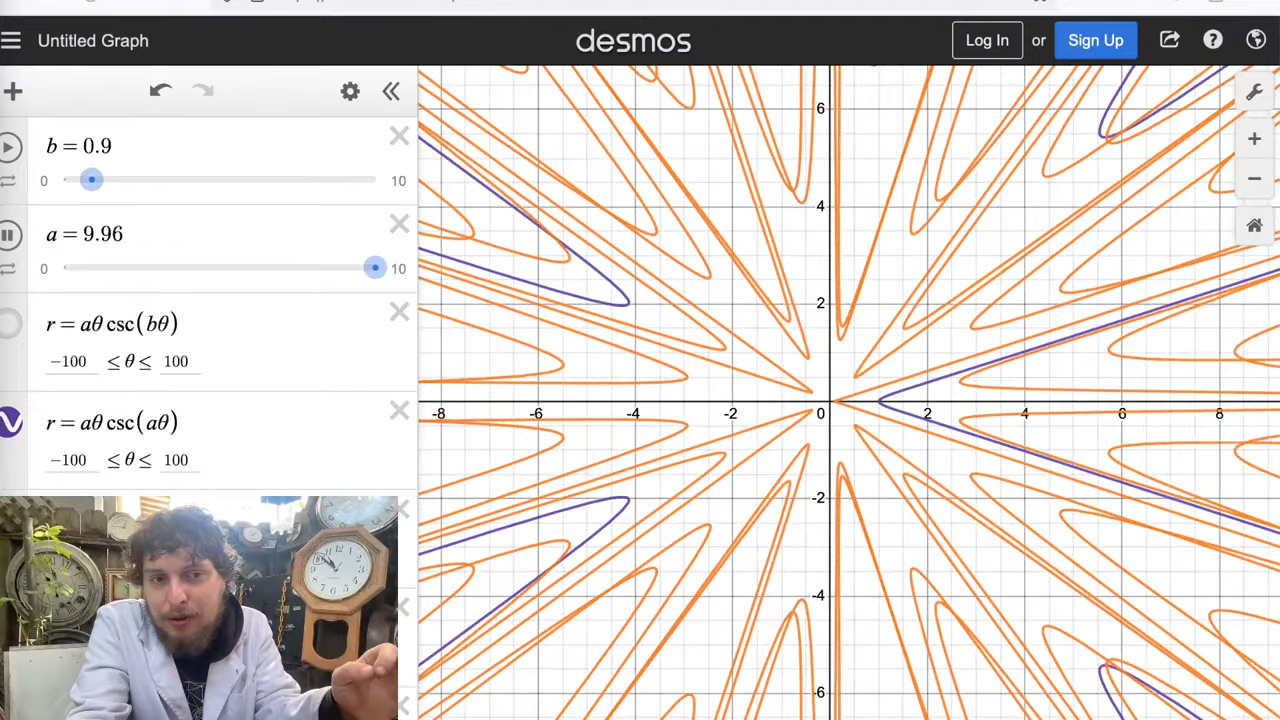 Untitled Graph
desmos
Log In or Sign Up
b = 0.9
0 10
a = 9.96
0 10
r = aθ csc(bθ)
−100 ≤ θ ≤ 100
r = aθ csc(aθ)
−100 ≤ θ ≤ 100
6
4
2
-8 -6 -4 -2 0 2 4 6 8
-2
-4
-6